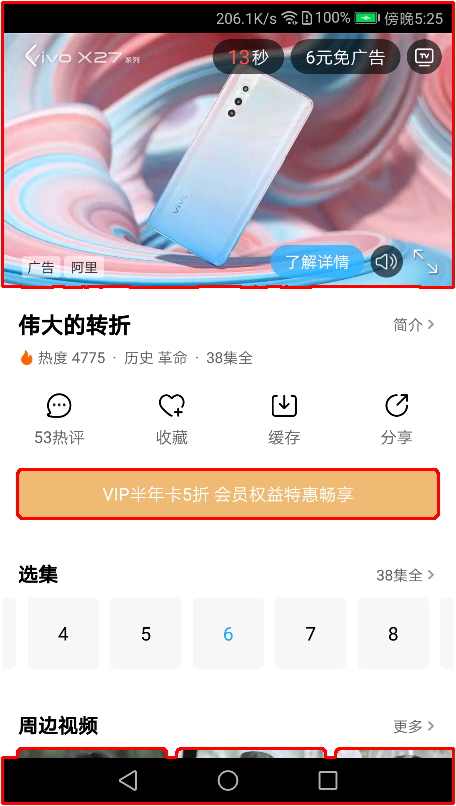 206.1K/s 100% 傍晚5:25
vivo X27系列
13秒
6元免广告
TV
vivo
广告 阿里
了解详情
伟大的转折
简介
热度 4775 · 历史 革命 · 38集全
53热评 收藏 缓存 分享
VIP半年卡5折 会员权益特惠畅享
选集
38集全
4 5 6 7 8
周边视频
更多